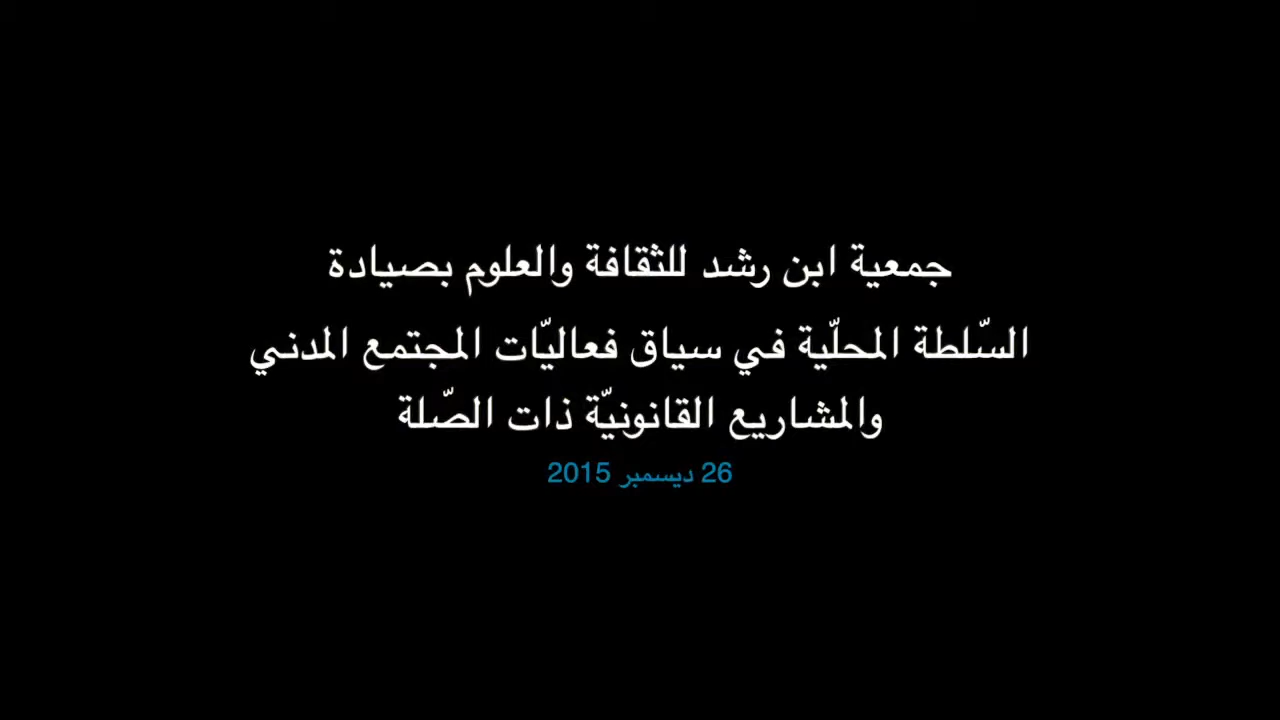 جمعية ابن رشد للثقافة والعلوم بصيادة
السّلطة المحلّية في سياق فعاليّات المجتمع المدني
والمشاريع القانونيّة ذات الصّلة
26 ديسمبر 2015